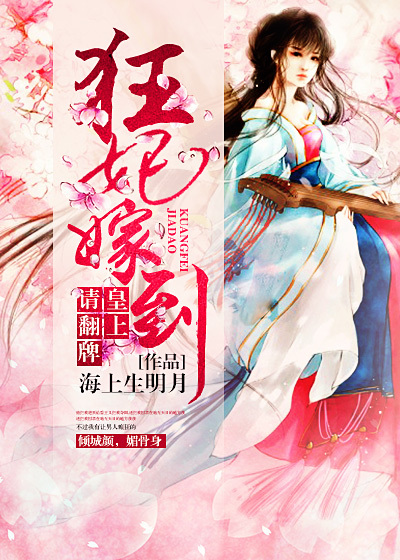 狂妃嫁到
KUANGFEI
JIADAO
皇上
请翻牌
[作品]
海上生明月
不过我有让男人疯狂的
倾城颜，媚骨身